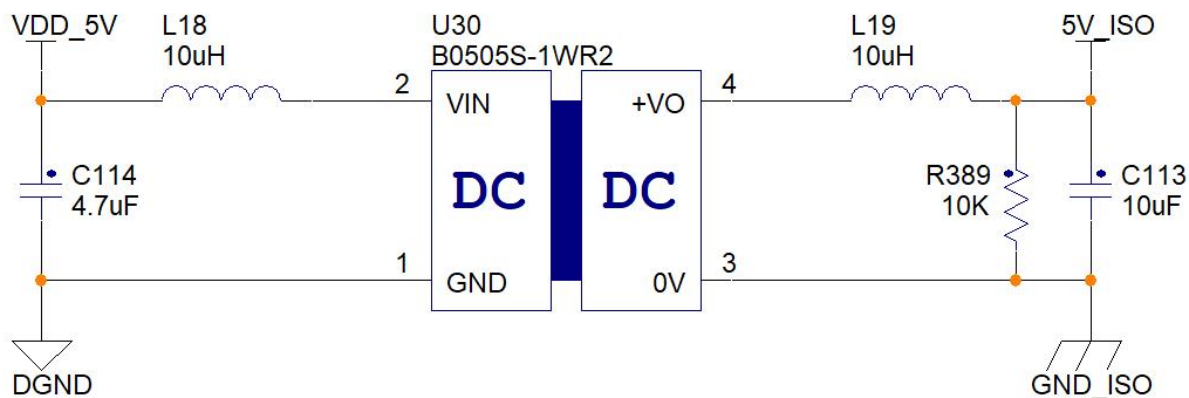 VDD_5V
L18
10uH
U30
B0505S-1WR2
L19
10uH
5V_ISO
2
VIN
+VO
4
C114
4.7uF
DC
DC
R389
10K
C113
10uF
1
GND
0V
3
DGND
GND_ISO